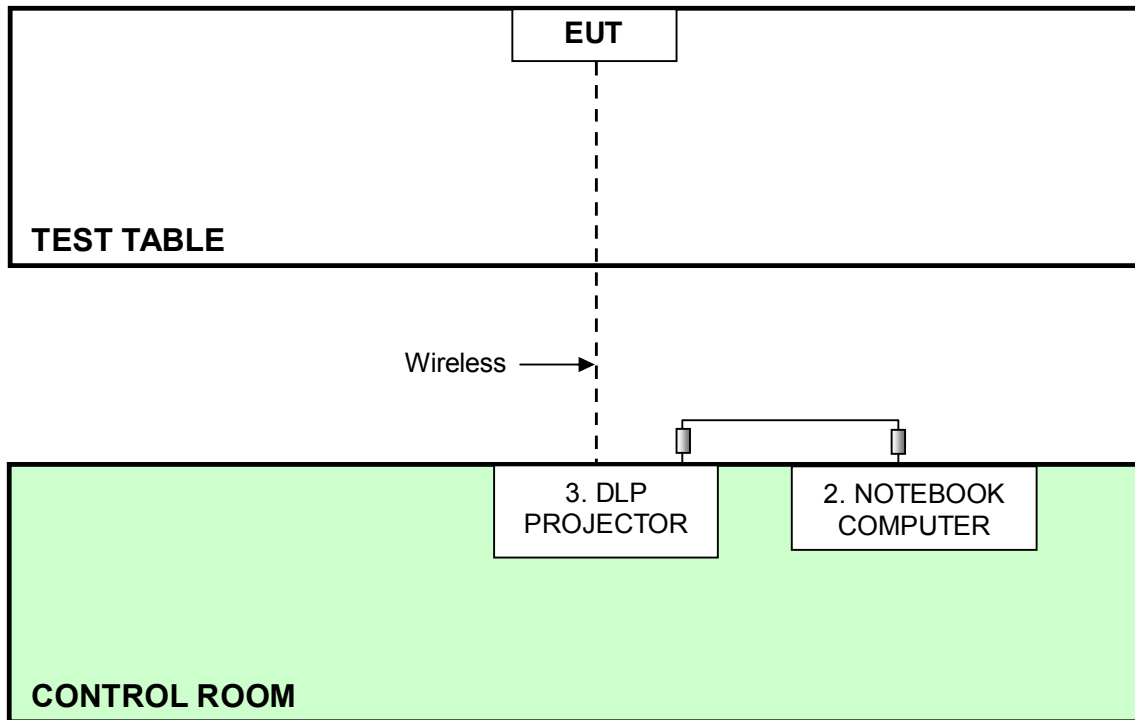 EUT
TEST TABLE
Wireless
3. DLP
PROJECTOR
2. NOTEBOOK
COMPUTER
CONTROL ROOM